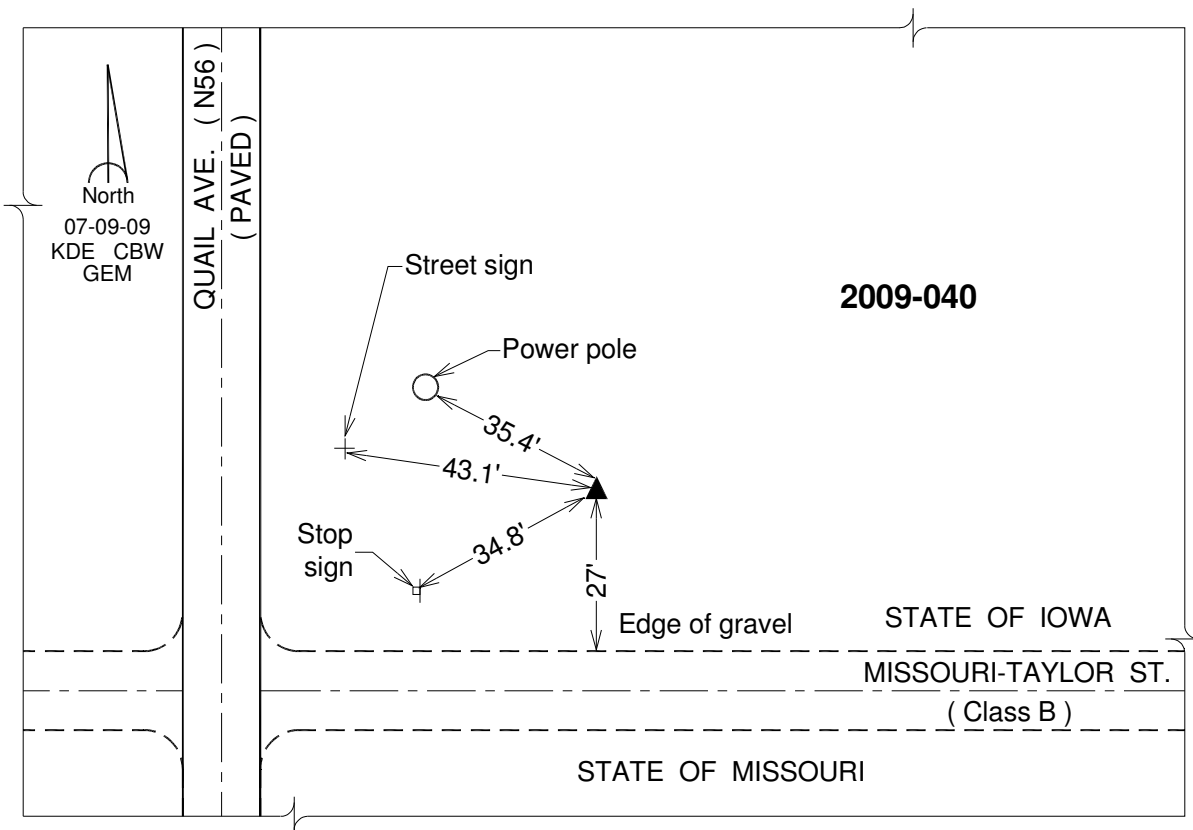 QUAIL AVE. ( N56 )
( PAVED )
North
07-09-09
KDE CBW
GEM
Street sign
2009-040
Power pole
35.4'
43.1'
Stop
sign
34.8'
27'
Edge of gravel
STATE OF IOWA
MISSOURI-TAYLOR ST.
( Class B )
STATE OF MISSOURI